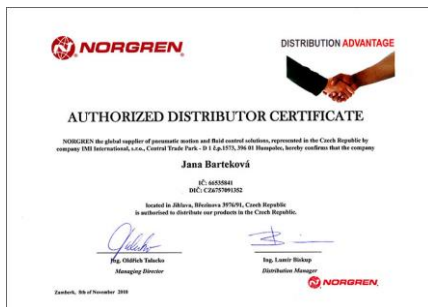 NORGREN
DISTRIBUTION ADVANTAGE
AUTHORIZED DISTRIBUTOR CERTIFICATE
NORGREN the global supplier of pneumatic motion and fluid control solutions, represented in the Czech Republic by
company IMI International, s.r.o., Central Trade Park - D 1 č.p.1573, 396 01 Humpolec, hereby confirms that the company
Jana Barteková
IČ: 66535841
DIČ: CZ6757091352
located in Jihlava, Březinova 3976/91, Czech Republic
is authorised to distribute our products in the Czech Republic.
Ing. Oldřich Talacko
Ing. Lumír Biskup
Managing Director
Distribution Manager
NORGREN
Zamberk, 8th of November 2010